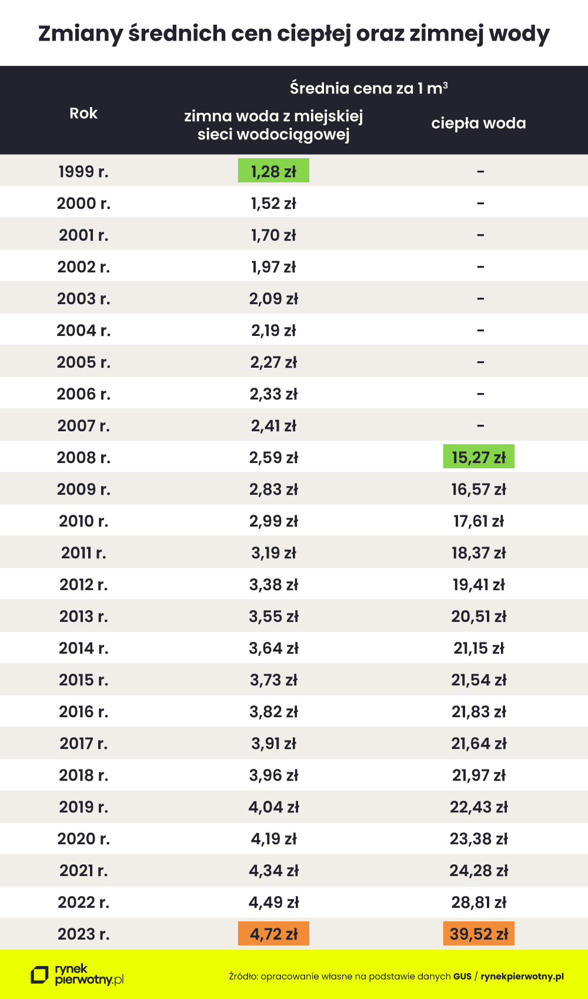 Zmiany średnich cen ciepłej oraz zimnej wody
Średnia cena za 1 m³
Rok
zimna woda z miejskiej
sieci wodociągowej
ciepła woda
1999 r. 1,28 zł -
2000 r. 1,52 zł -
2001 r. 1,70 zł -
2002 r. 1,97 zł -
2003 r. 2,09 zł -
2004 r. 2,19 zł -
2005 r. 2,27 zł -
2006 r. 2,33 zł -
2007 r. 2,41 zł -
2008 r. 2,59 zł 15,27 zł
2009 r. 2,83 zł 16,57 zł
2010 r. 2,99 zł 17,61 zł
2011 r. 3,19 zł 18,37 zł
2012 r. 3,38 zł 19,41 zł
2013 r. 3,55 zł 20,51 zł
2014 r. 3,64 zł 21,15 zł
2015 r. 3,73 zł 21,54 zł
2016 r. 3,82 zł 21,83 zł
2017 r. 3,91 zł 21,64 zł
2018 r. 3,96 zł 21,97 zł
2019 r. 4,04 zł 22,43 zł
2020 r. 4,19 zł 23,38 zł
2021 r. 4,34 zł 24,28 zł
2022 r. 4,49 zł 28,81 zł
2023 r. 4,72 zł 39,52 zł
rynek
pierwotny.pl
Źródło: opracowanie własne na podstawie danych GUS / rynekpierwotny.pl